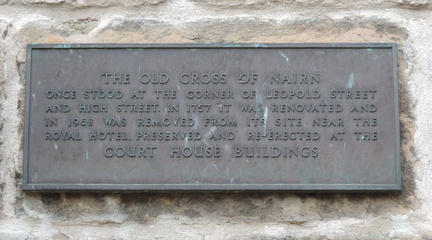 THE OLD CROSS OF NAIRN
ONCE STOOD AT THE CORNER OF LEOPOLD STREET
AND HIGH STREET. IN 1757 IT WAS RENOVATED AND
IN 1968 WAS REMOVED FROM ITS SITE NEAR THE
ROYAL HOTEL, PRESERVED AND RE-ERECTED AT THE
COURT HOUSE BUILDINGS